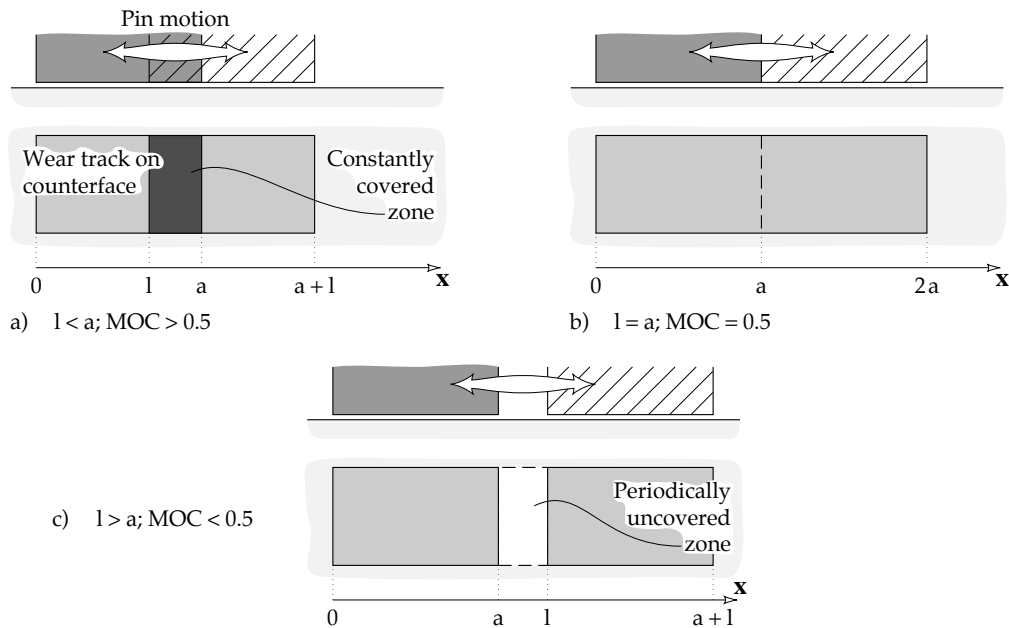 Pin motion
Wear track on
counterface
Constantly
covered
zone
0 l a a + l x
a) l < a; MOC > 0.5
0 a 2a x
b) l = a; MOC = 0.5
Periodically
uncovered
zone
0 a l a + l x
c) l > a; MOC < 0.5